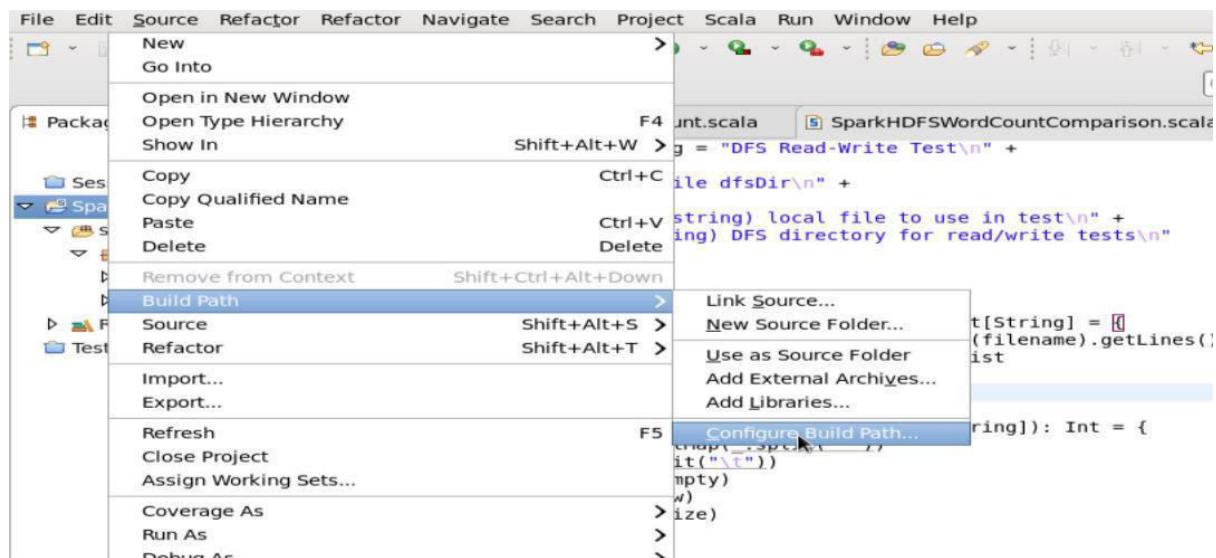 File Edit Source Refactor Refactor Navigate Search Project Scala Run Window Help
New >
Go Into
Open in New Window
Open Type Hierarchy F4
Show In Shift+Alt+W >
Copy Ctrl+C
Copy Qualified Name
Paste Ctrl+V
Delete Delete
Remove from Context Shift+Ctrl+Alt+Down
Build Path >
Source Shift+Alt+S >
Refactor Shift+Alt+T >
Import...
Export...
Refresh F5
Close Project
Assign Working Sets...
Coverage As >
Run As >
Debug As >
Link Source...
New Source Folder...
Use as Source Folder
Add External Archives...
Add Libraries...
Configure Build Path...
Packag
Ses
Spa
s
F
Test
unt.scala SparkHDFSWordCountComparison.scala
g = "DFS Read-Write Test\n" +
ile dfsDir\n" +
string) local file to use in test\n" +
ing) DFS directory for read/write tests\n"
t[String] = {
(filename).getLines()
ist
ring]): Int = {
it("\t"))
mpty)
w)
ize)